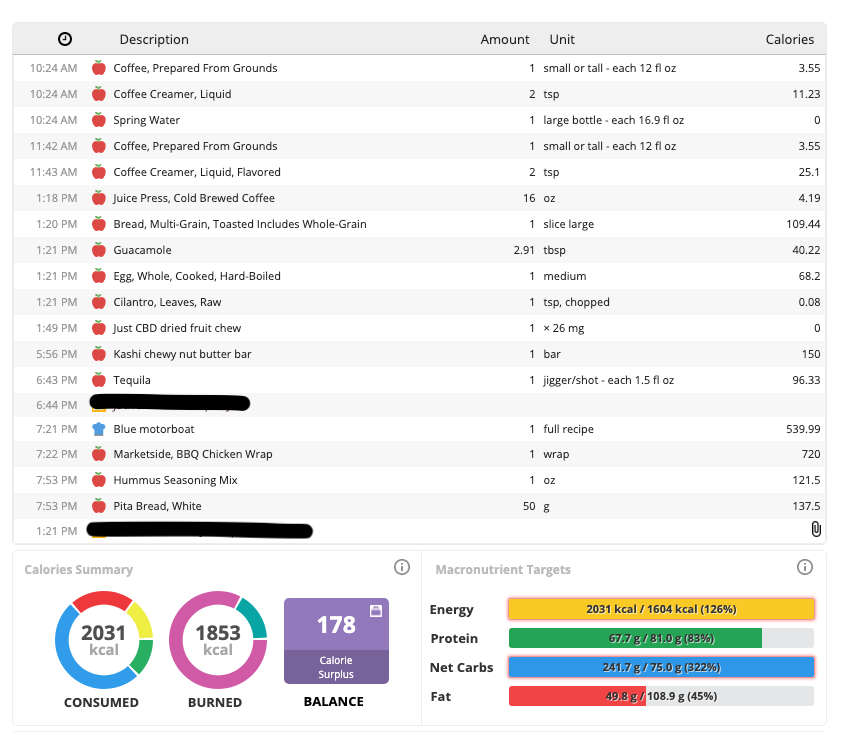 Description Amount Unit Calories
10:24 AM Coffee, Prepared From Grounds 1 small or tall - each 12 fl oz 3.55
10:24 AM Coffee Creamer, Liquid 2 tsp 11.23
10:24 AM Spring Water 1 large bottle - each 16.9 fl oz 0
11:42 AM Coffee, Prepared From Grounds 1 small or tall - each 12 fl oz 3.55
11:43 AM Coffee Creamer, Liquid, Flavored 2 tsp 25.1
1:18 PM Juice Press, Cold Brewed Coffee 16 oz 4.19
1:20 PM Bread, Multi-Grain, Toasted Includes Whole-Grain 1 slice large 109.44
1:21 PM Guacamole 2.91 tbsp 40.22
1:21 PM Egg, Whole, Cooked, Hard-Boiled 1 medium 68.2
1:21 PM Cilantro, Leaves, Raw 1 tsp, chopped 0.08
1:49 PM Just CBD dried fruit chew 1 × 26 mg 0
5:56 PM Kashi chewy nut butter bar 1 bar 150
6:43 PM Tequila 1 jigger/shot - each 1.5 fl oz 96.33
6:44 PM
7:21 PM Blue motorboat 1 full recipe 539.99
7:22 PM Marketside, BBQ Chicken Wrap 1 wrap 720
7:53 PM Hummus Seasoning Mix 1 oz 121.5
7:53 PM Pita Bread, White 50 g 137.5
1:21 PM
Calories Summary
2031 kcal
CONSUMED
1853 kcal
BURNED
178
Calorie
Surplus
BALANCE
Macronutrient Targets
Energy 2031 kcal / 1604 kcal (126%)
Protein 67.7 g / 81.0 g (83%)
Net Carbs 241.7 g / 75.0 g (322%)
Fat 49.8 g / 108.9 g (45%)